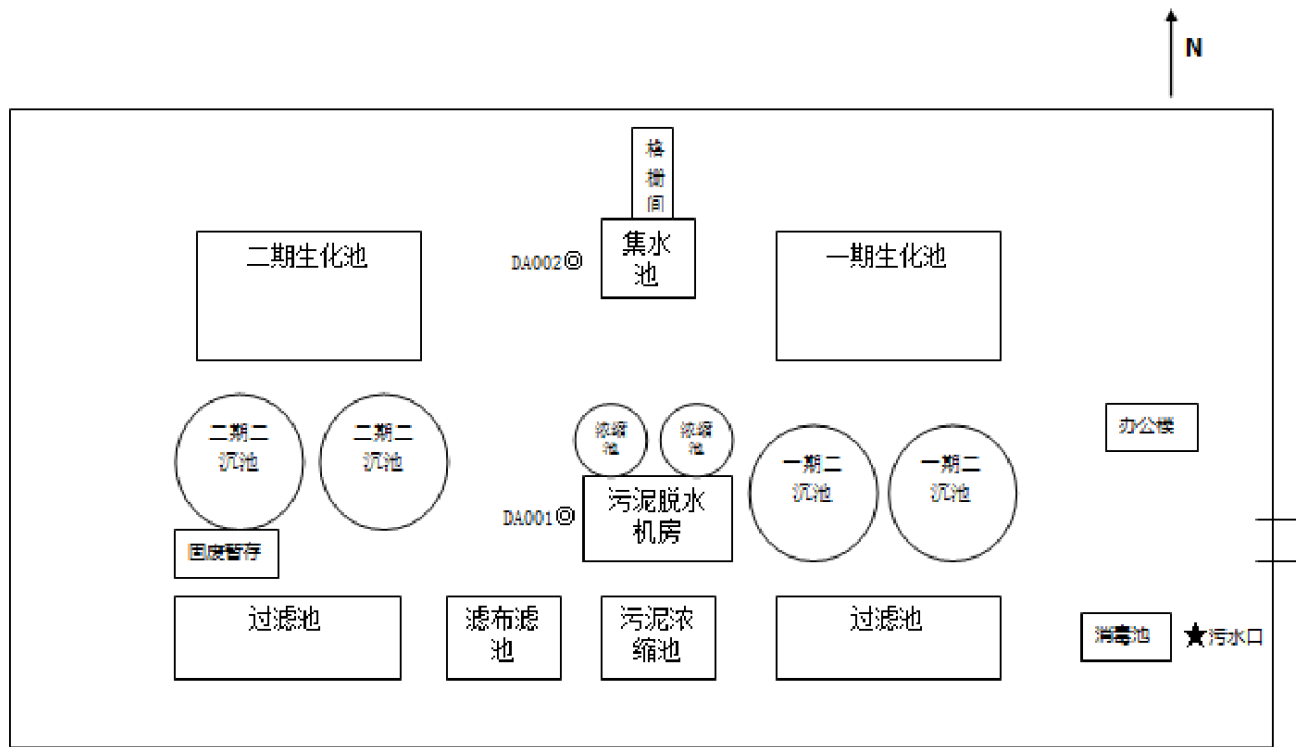 N
格
栅
间
二期生化池
DA002
集水
池
一期生化池
二期二
沉池
二期二
沉池
浓缩
池
浓缩
池
一期二
沉池
一期二
沉池
办公楼
DA001
污泥脱水
机房
固废暂存
过滤池
滤布滤
池
污泥浓
缩池
过滤池
消毒池
污水口